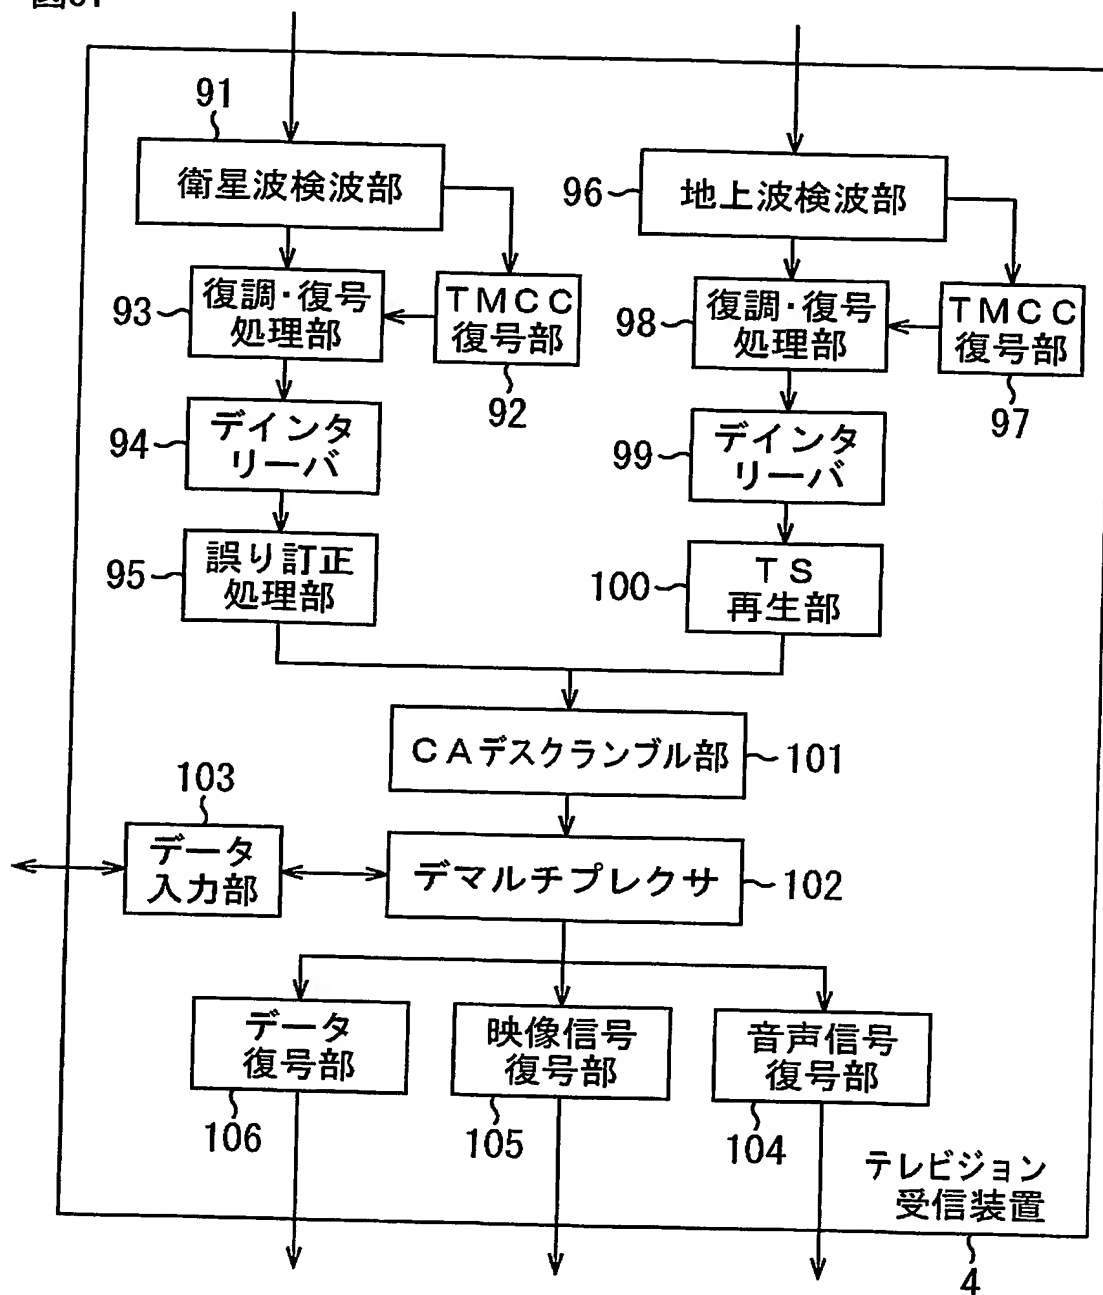 91
衛星波検波部
96
地上波検波部
93
復調・復号
処理部
TMCC
復号部
92
98
復調・復号
処理部
TMCC
復号部
97
94
デインタ
リーバ
99
デインタ
リーバ
95
誤り訂正
処理部
100
TS
再生部
CAデスクランブル部
101
103
データ
入力部
デマルチプレクサ
102
データ
復号部
106
映像信号
復号部
105
音声信号
復号部
104
テレビジョン
受信装置
4